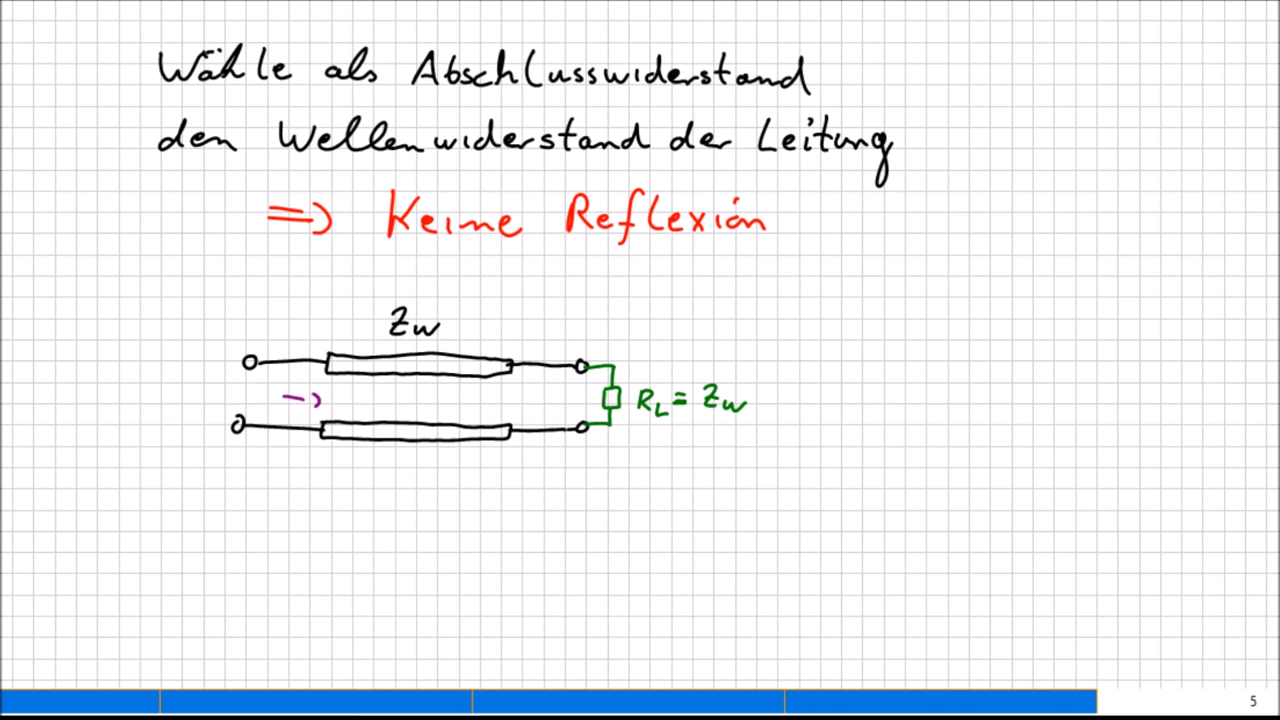 Wähle als Abschlusswiderstand
den Wellenwiderstand der Leitung
=> Keine Reflexion
Zw
->
RL = Zw
5